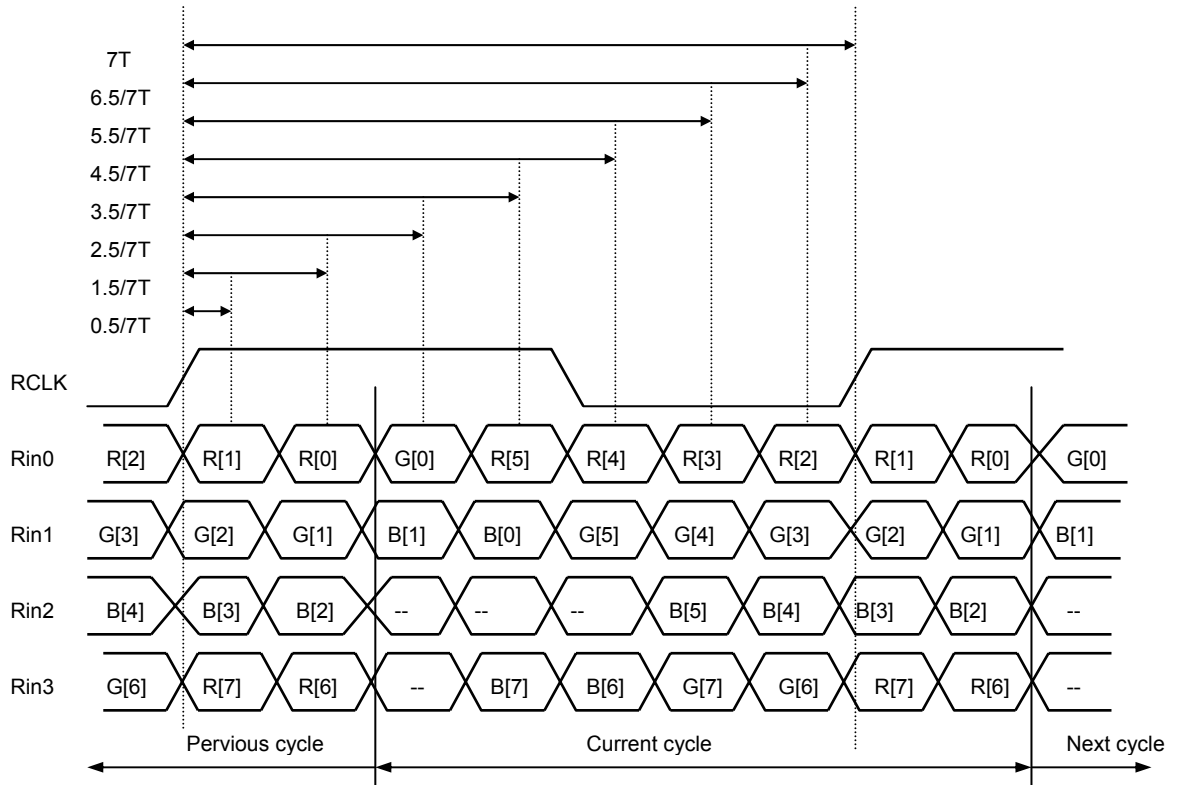 7T
6.5/7T
5.5/7T
4.5/7T
3.5/7T
2.5/7T
1.5/7T
0.5/7T
RCLK
Rin0 R[2] R[1] R[0] G[0] R[5] R[4] R[3] R[2] R[1] R[0] G[0]
Rin1 G[3] G[2] G[1] B[1] B[0] G[5] G[4] G[3] G[2] G[1] B[1]
Rin2 B[4] B[3] B[2] -- -- -- B[5] B[4] B[3] B[2] --
Rin3 G[6] R[7] R[6] -- B[7] B[6] G[7] G[6] R[7] R[6] --
Pervious cycle Current cycle Next cycle